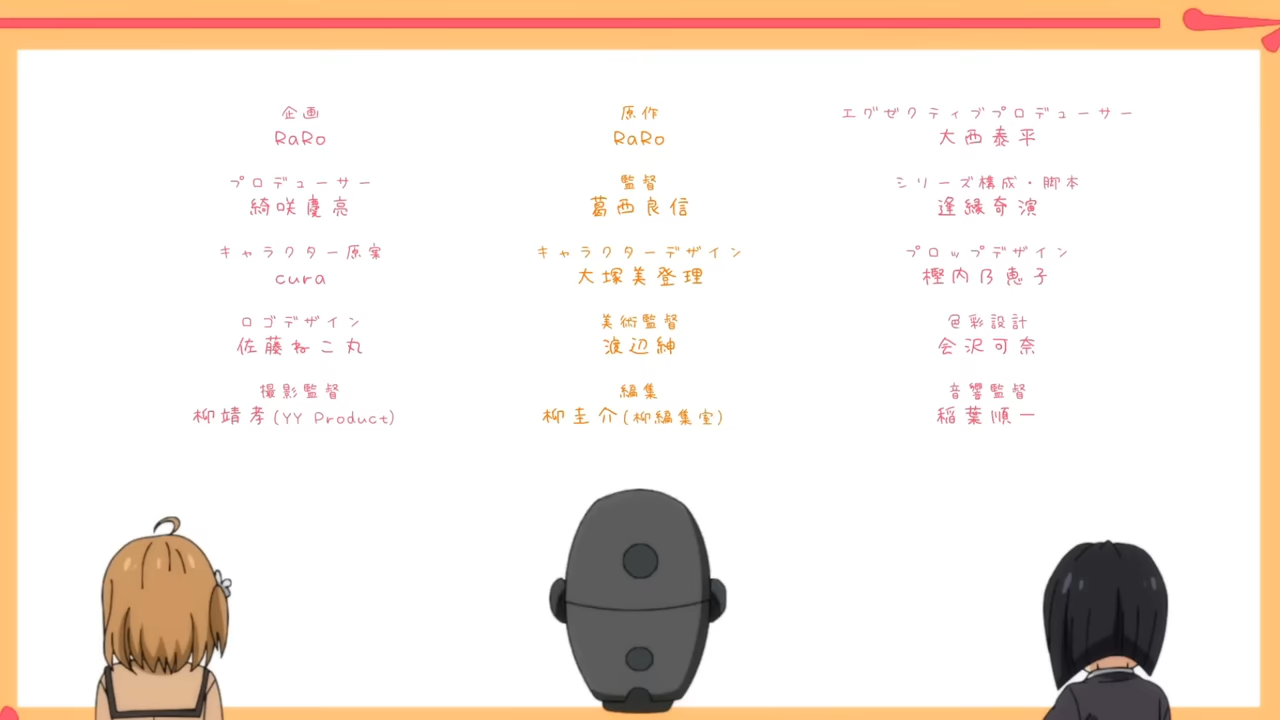 企画
RaRo
原作
RaRo
エグゼクティブプロデューサー
大西泰平
プロデューサー
綺咲慶亮
監督
葛西良信
シリーズ構成・脚本
逢縁奇演
キャラクター原案
cura
キャラクターデザイン
大塚美登理
プロップデザイン
樫内乃恵子
ロゴデザイン
佐藤ねこ丸
美術監督
渡辺紳
色彩設計
会沢可奈
撮影監督
柳靖孝(YY Product)
編集
柳圭介(柳編集室)
音響監督
稲葉順一